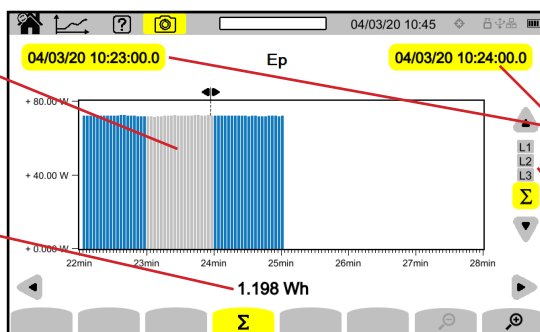 ?
04/03/20 10:45
04/03/20 10:23:00.0
Ep
04/03/20 10:24:00.0
+ 80.00 W
+ 40.00 W
+ 0.000 W
L1
L2
L3
Σ
22min 23min 24min 25min 26min 27min 28min
1.198 Wh
Σ